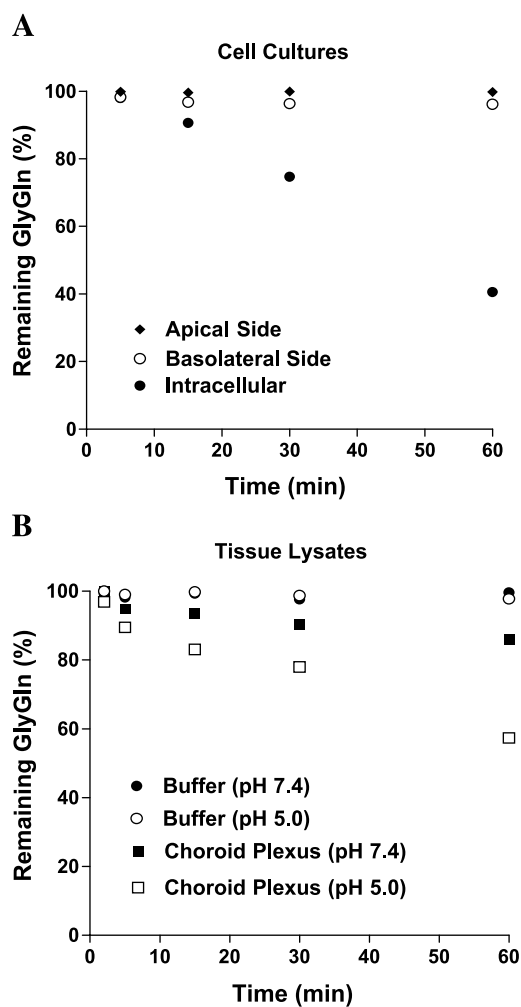 A
Cell Cultures
Remaining GlyGln (%)
100
80
60
40
20
0
Apical Side
Basolateral Side
Intracellular
0 10 20 30 40 50 60
Time (min)
B
Tissue Lysates
Remaining GlyGln (%)
100
80
60
40
20
0
Buffer (pH 7.4)
Buffer (pH 5.0)
Choroid Plexus (pH 7.4)
Choroid Plexus (pH 5.0)
0 10 20 30 40 50 60
Time (min)